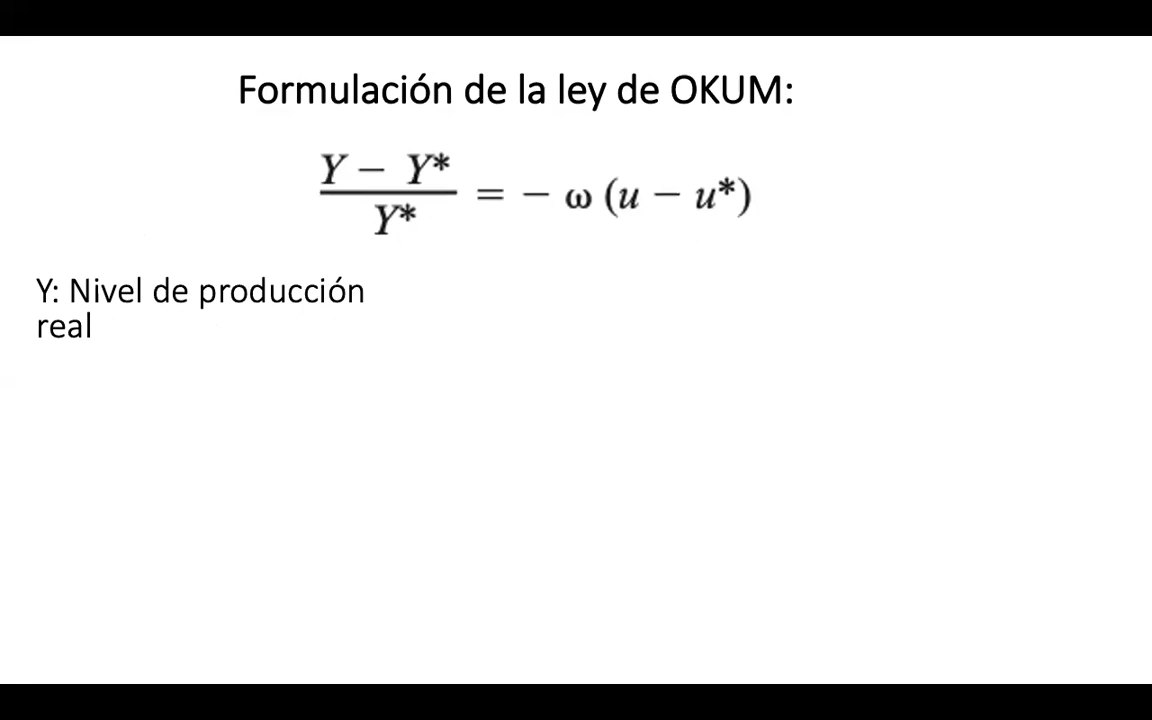 Formulación de la ley de OKUM:
Y − Y*
Y*
= − ω (u − u*)
Y: Nivel de producción
real